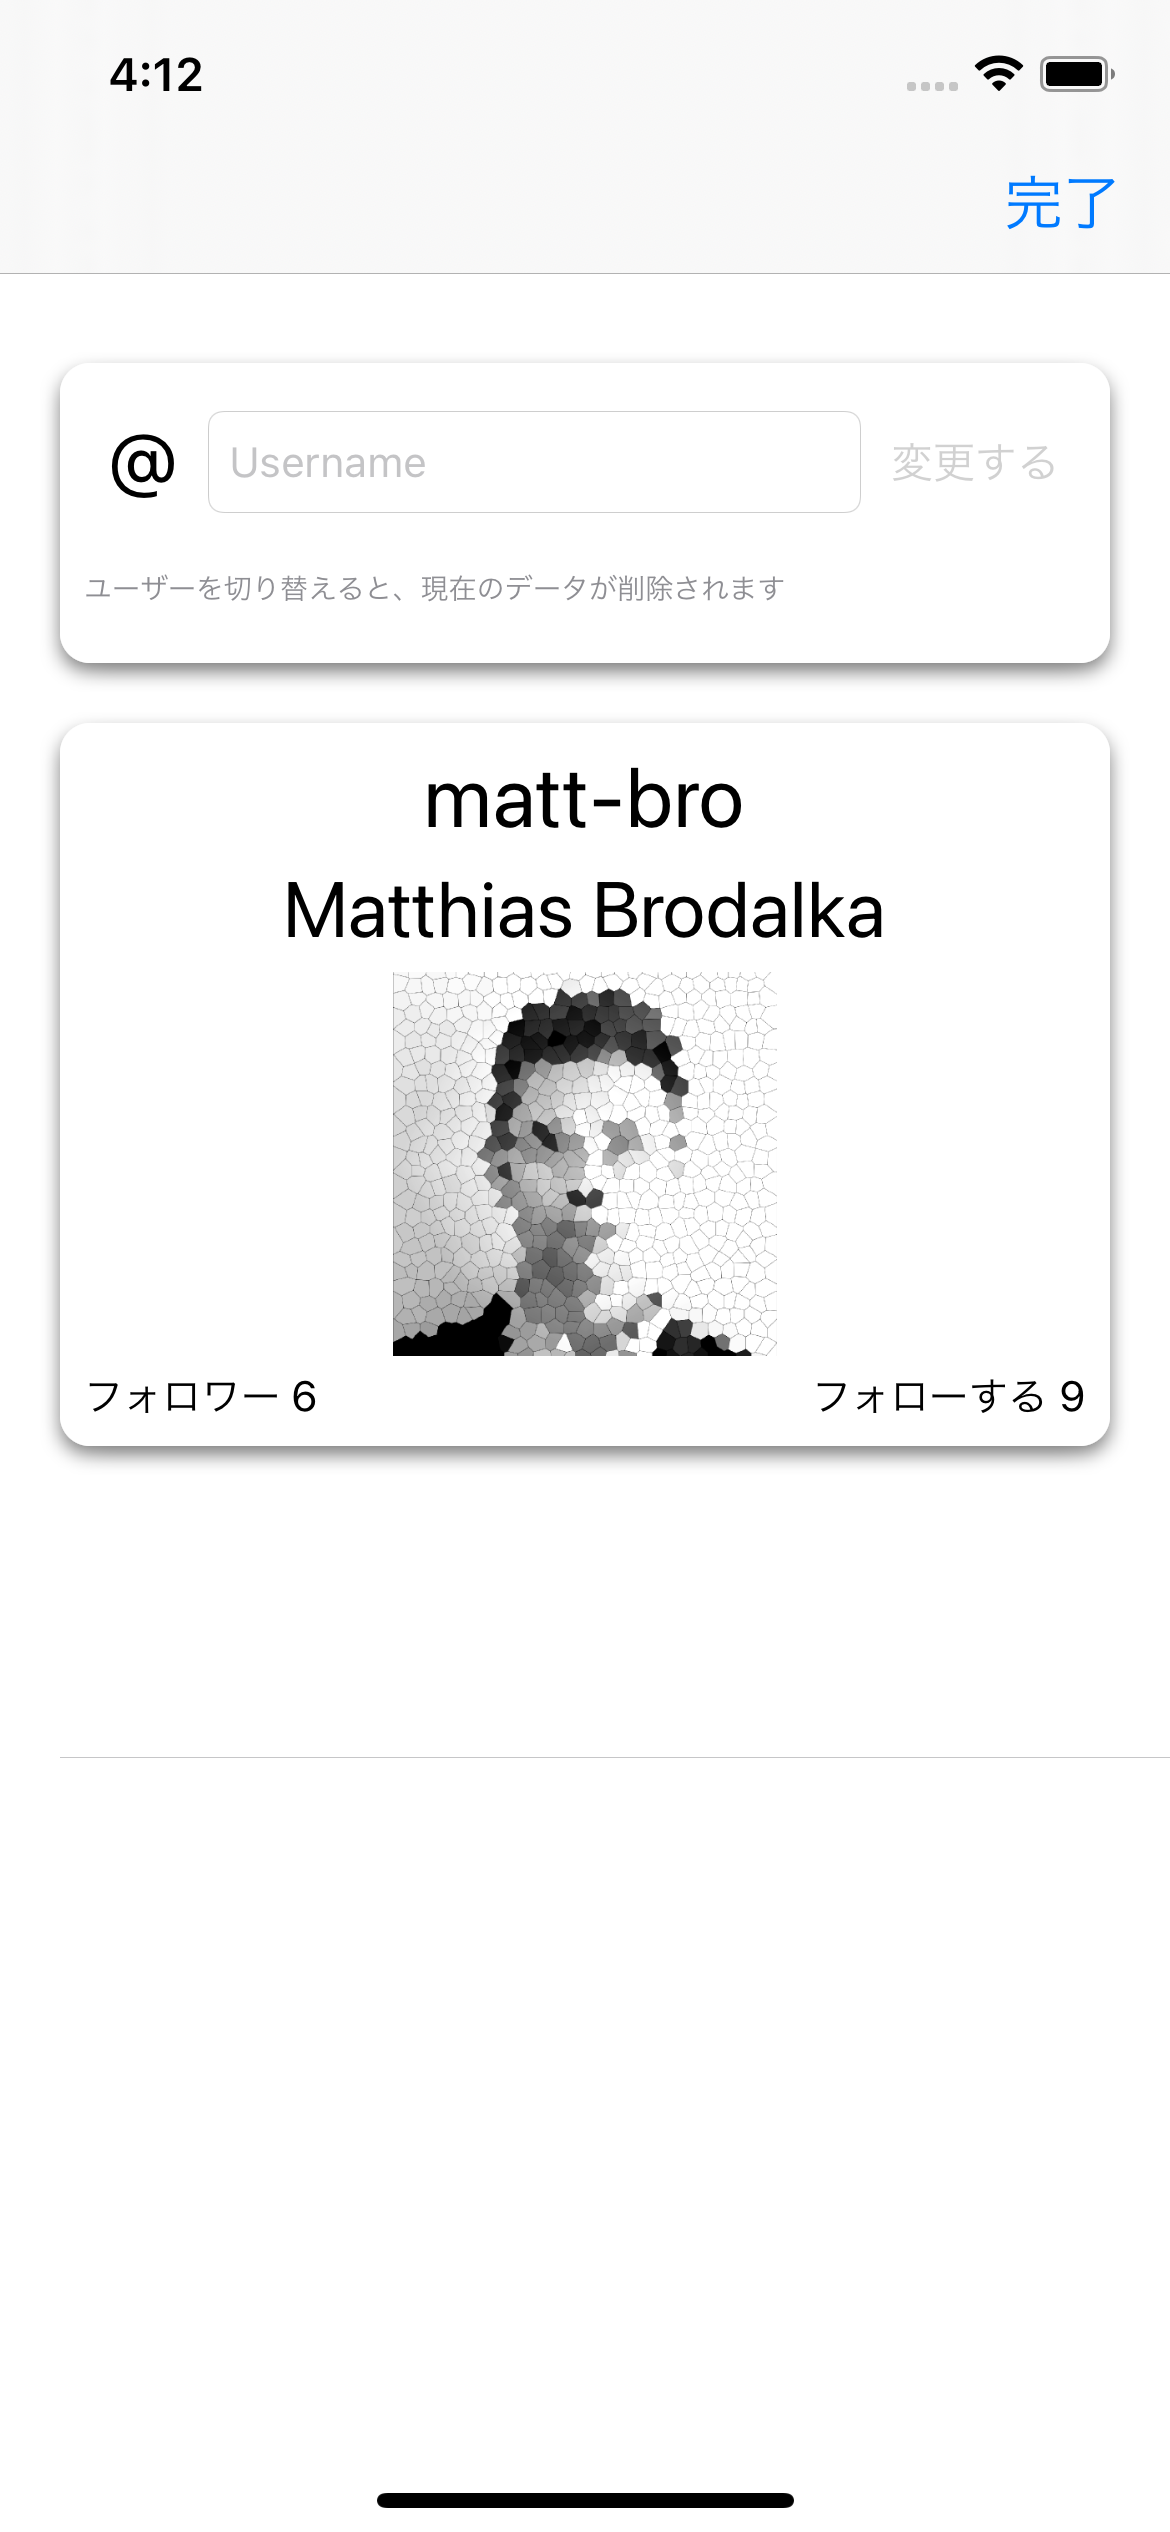 4:12
完了
@ Username 変更する
ユーザーを切り替えると、現在のデータが削除されます
matt-bro
Matthias Brodalka
フォロワー 6 フォローする 9